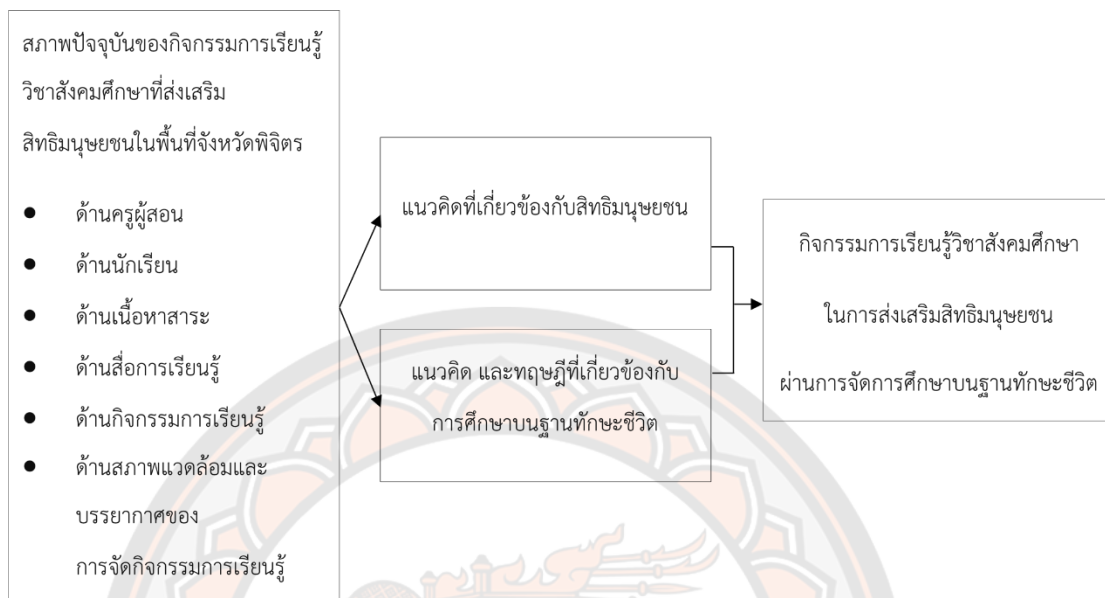 สภาพปัจจุบันของกิจกรรมการเรียนรู้
วิชาสังคมศึกษาที่ส่งเสริม
สิทธิมนุษยชนในพื้นที่จังหวัดพิจิตร
● ด้านครูผู้สอน
● ด้านนักเรียน
● ด้านเนื้อหาสาระ
● ด้านสื่อการเรียนรู้
● ด้านกิจกรรมการเรียนรู้
● ด้านสภาพแวดล้อมและ
บรรยากาศของ
การจัดกิจกรรมการเรียนรู้
แนวคิดที่เกี่ยวข้องกับสิทธิมนุษยชน
แนวคิด และทฤษฎีที่เกี่ยวข้องกับ
การศึกษาบนฐานทักษะชีวิต
กิจกรรมการเรียนรู้วิชาสังคมศึกษา
ในการส่งเสริมสิทธิมนุษยชน
ผ่านการจัดการศึกษาบนฐานทักษะชีวิต